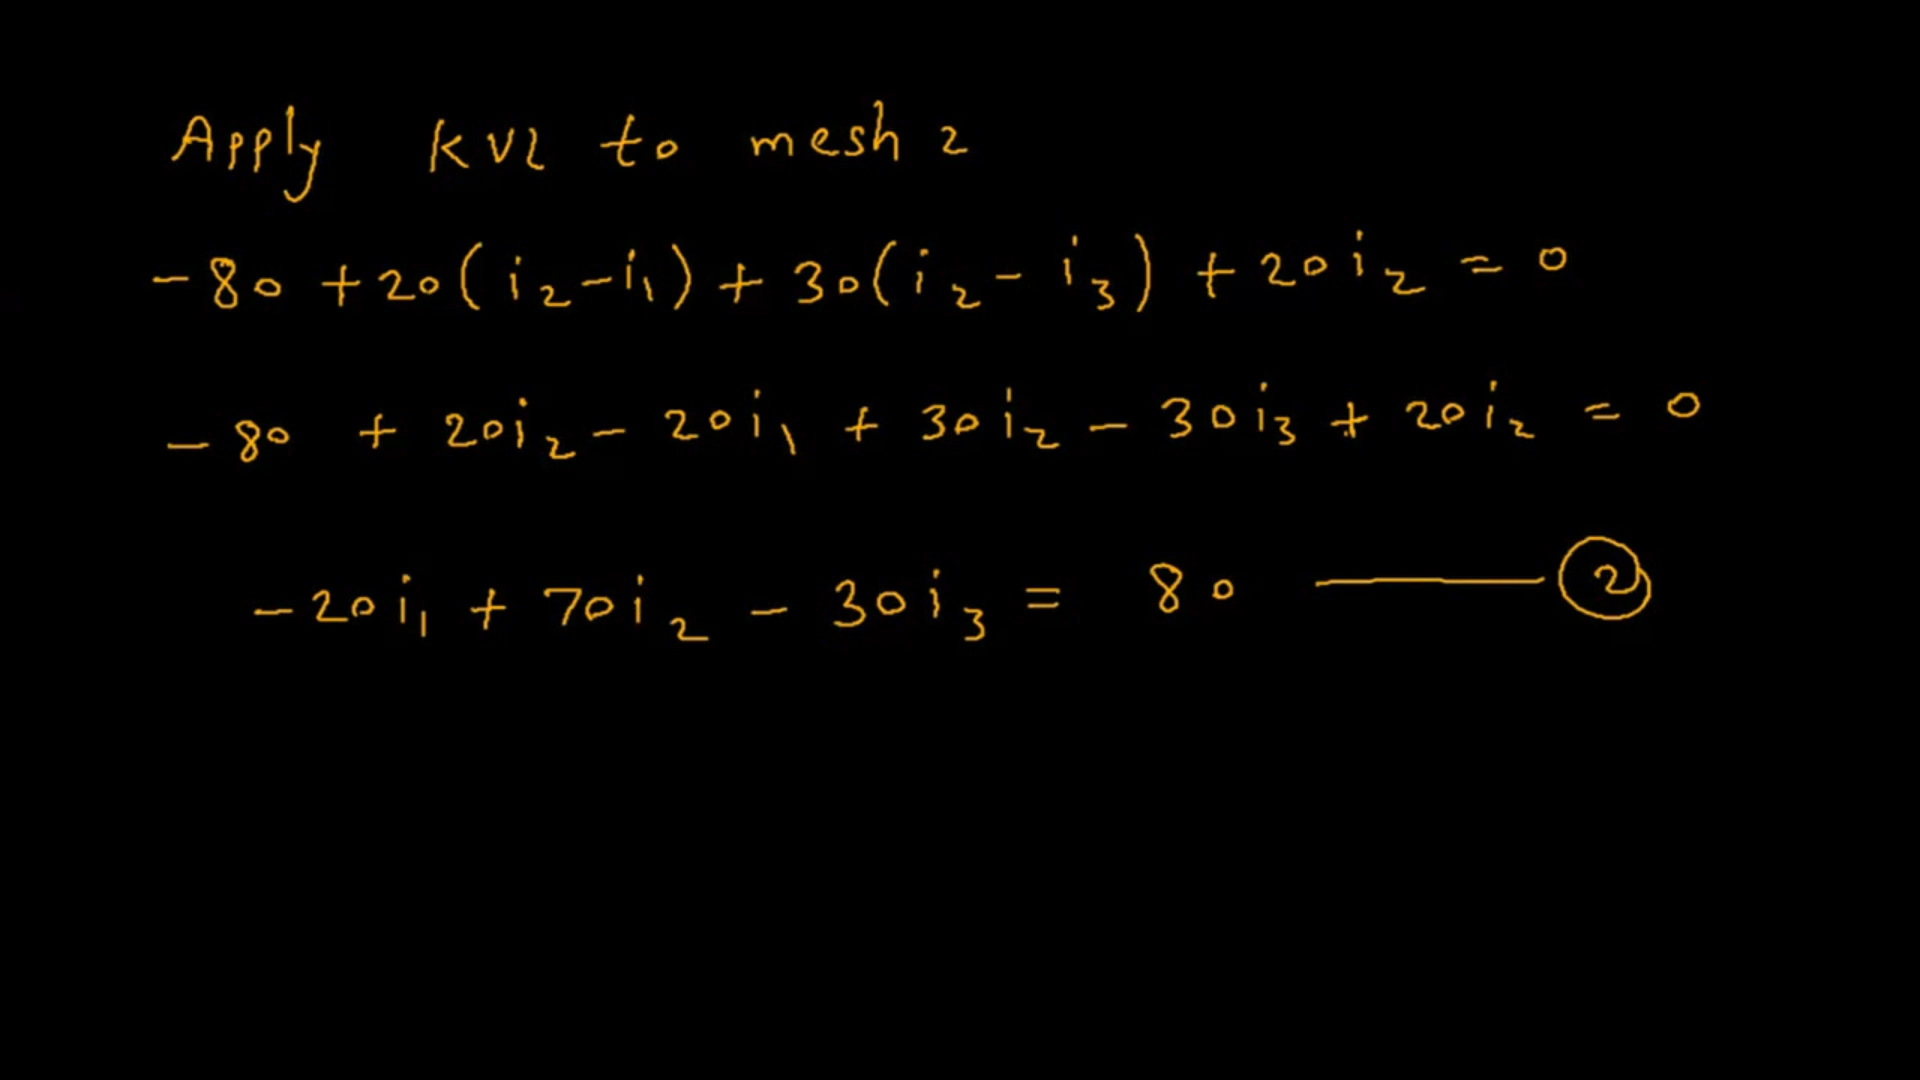 Apply KVL to mesh 2
-80 +20(i₂-i₁) + 30(i₂ - i₃) + 20i₂ = 0
-80 + 20i₂ - 20i₁ + 30i₂ - 30i₃ + 20i₂ = 0
-20i₁ + 70i₂ - 30i₃ = 80 — ②